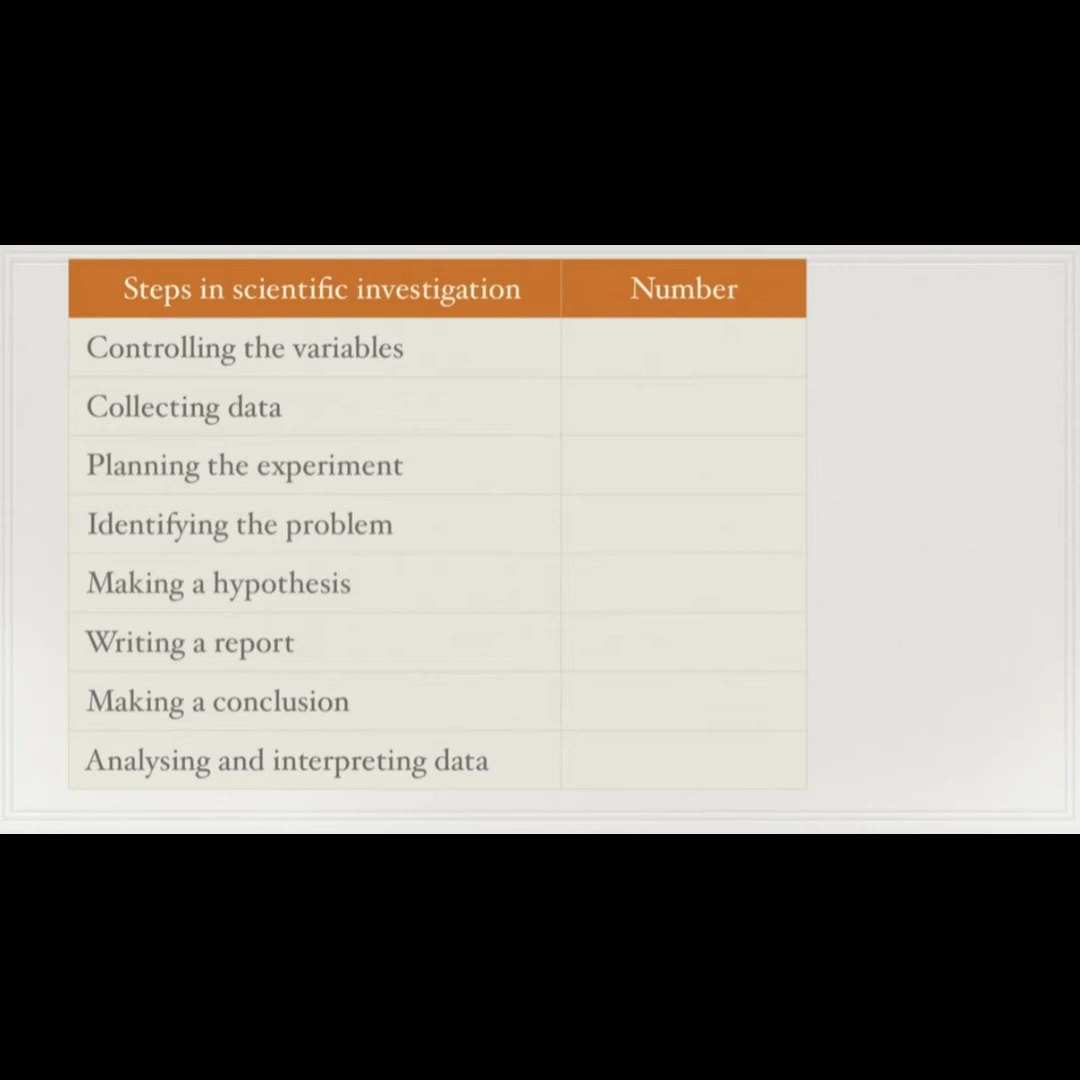 Steps in scientific investigation Number
Controlling the variables
Collecting data
Planning the experiment
Identifying the problem
Making a hypothesis
Writing a report
Making a conclusion
Analysing and interpreting data